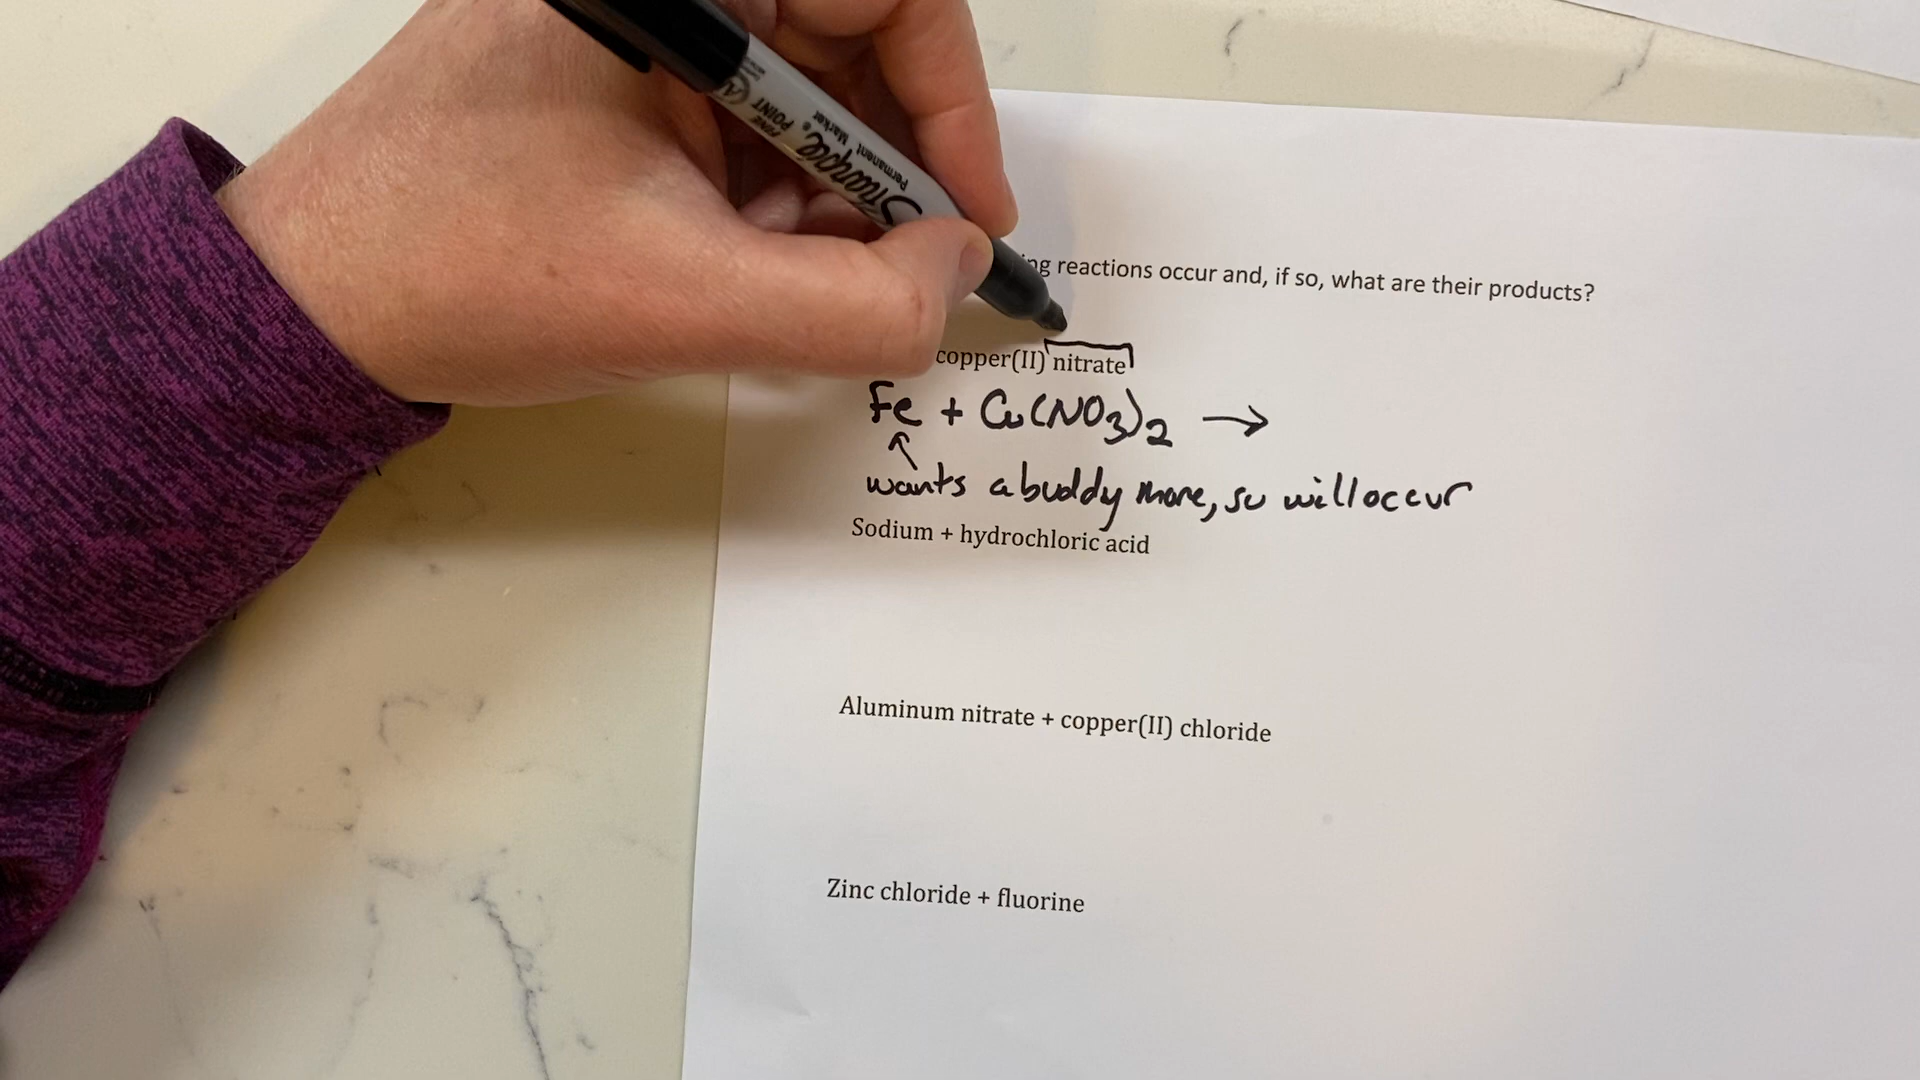 Sharpie
Permanent Marker
FINE POINT
reactions occur and, if so, what are their products?
copper(II) nitrate
Fe + Cu(NO3)2 →
wants a buddy more, so will occur
Sodium + hydrochloric acid
Aluminum nitrate + copper(II) chloride
Zinc chloride + fluorine